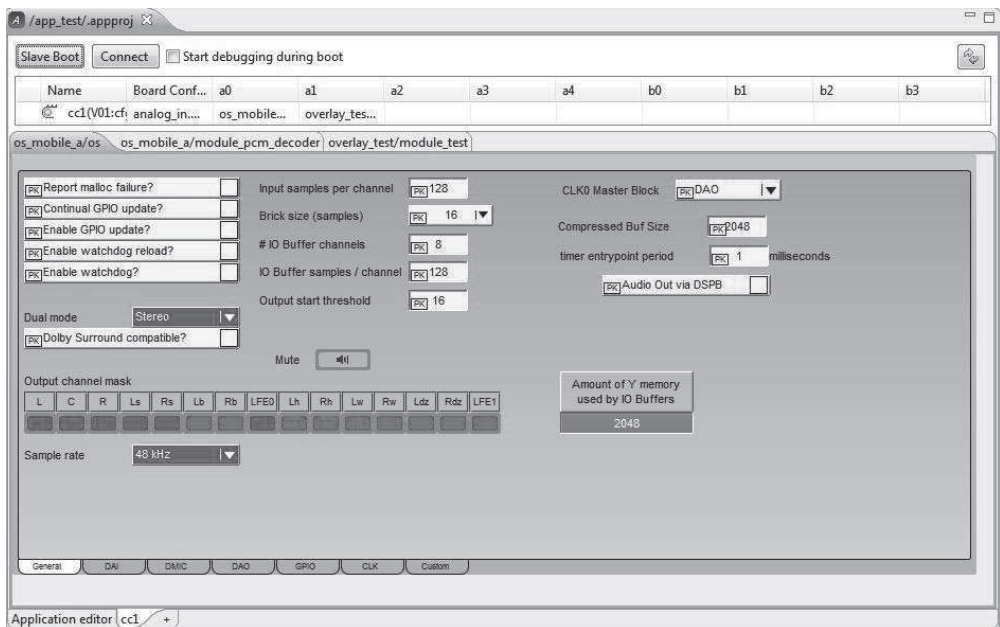 /app_test/.appproj
Slave Boot Connect Start debugging during boot
Name Board Conf... a0 a1 a2 a3 a4 b0 b1 b2 b3
cc1(V01:cf analog_in.... os_mobile... overlay_tes...
os_mobile_a/os os_mobile_a/module_pcm_decoder overlay_test/module_test
PK Report malloc failure? Input samples per channel PK 128 CLK0 Master Block PK DAO
PK Continual GPIO update? Brick size (samples) PK 16
PK Enable GPIO update? Compressed Buf Size PK 2048
PK Enable watchdog reload? # IO Buffer channels PK 8
PK Enable watchdog? IO Buffer samples / channel PK 128 timer entrypoint period PK 1 milliseconds
PK Audio Out via DSPB
Output start threshold PK 16
Dual mode Stereo
PK Dolby Surround compatible?
Mute
Output channel mask
L C R Ls Rs Lb Rb LFE0 Lh Rh Lw Rw Ldz Rdz LFE1
Amount of Y memory
used by IO Buffers
2048
Sample rate 48 kHz
General DAI DMIC DAO GPIO CLK Custom
Application editor cc1 +